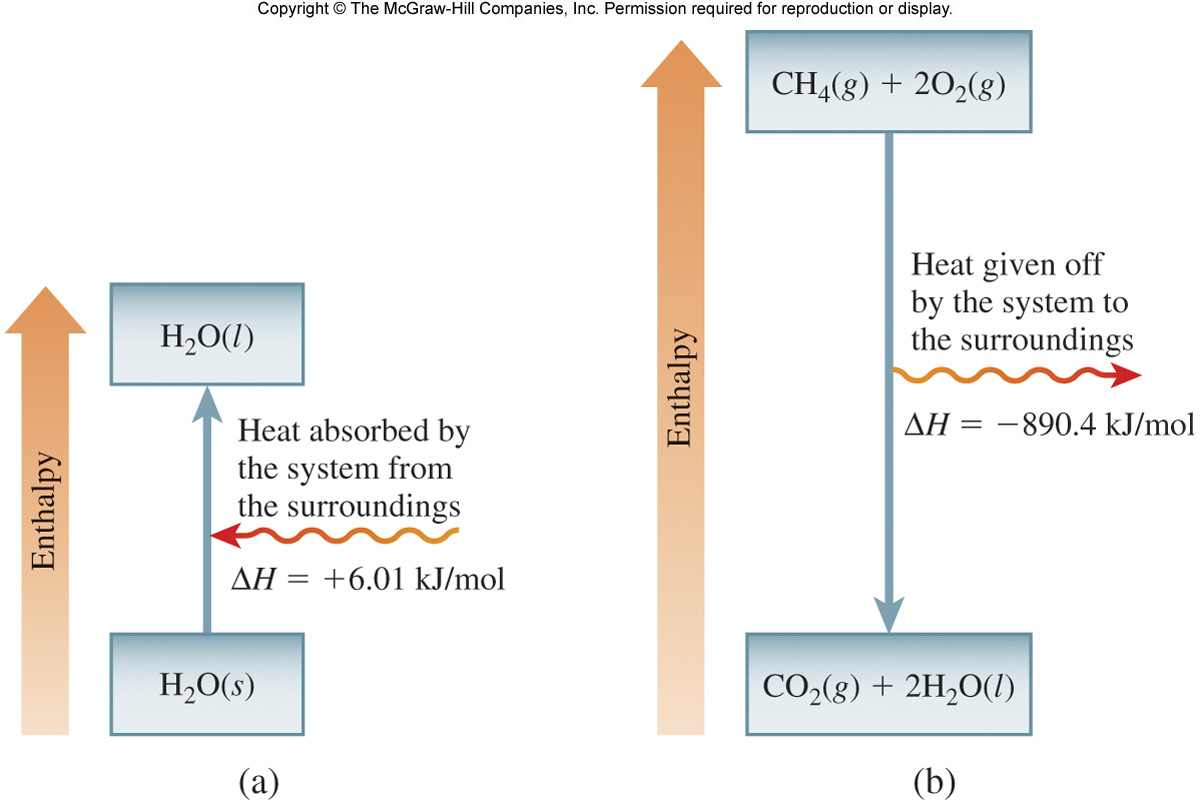 Copyright © The McGraw-Hill Companies, Inc. Permission required for reproduction or display.
Enthalpy
H₂O(l)
Heat absorbed by
the system from
the surroundings
ΔH = +6.01 kJ/mol
H₂O(s)
(a)
Enthalpy
CH₄(g) + 2O₂(g)
Heat given off
by the system to
the surroundings
ΔH = −890.4 kJ/mol
CO₂(g) + 2H₂O(l)
(b)